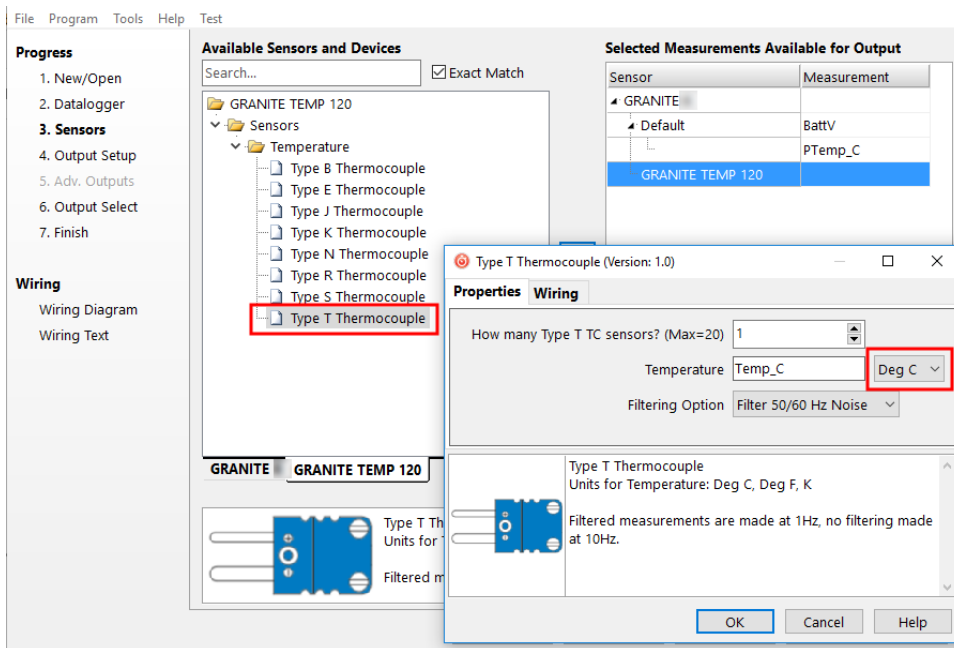 File Program Tools Help Test
Progress
1. New/Open
2. Datalogger
3. Sensors
4. Output Setup
5. Adv. Outputs
6. Output Select
7. Finish
Wiring
Wiring Diagram
Wiring Text
Available Sensors and Devices
Search...
Exact Match
GRANITE TEMP 120
Sensors
Temperature
Type B Thermocouple
Type E Thermocouple
Type J Thermocouple
Type K Thermocouple
Type N Thermocouple
Type R Thermocouple
Type S Thermocouple
Type T Thermocouple
GRANITE GRANITE TEMP 120
Type T Th
Units for
Filtered m
Selected Measurements Available for Output
Sensor Measurement
GRANITE
Default BattV
PTemp_C
GRANITE TEMP 120
Type T Thermocouple (Version: 1.0)
Properties Wiring
How many Type T TC sensors? (Max=20) 1
Temperature Temp_C Deg C
Filtering Option Filter 50/60 Hz Noise
Type T Thermocouple
Units for Temperature: Deg C, Deg F, K
Filtered measurements are made at 1Hz, no filtering made
at 10Hz.
OK Cancel Help